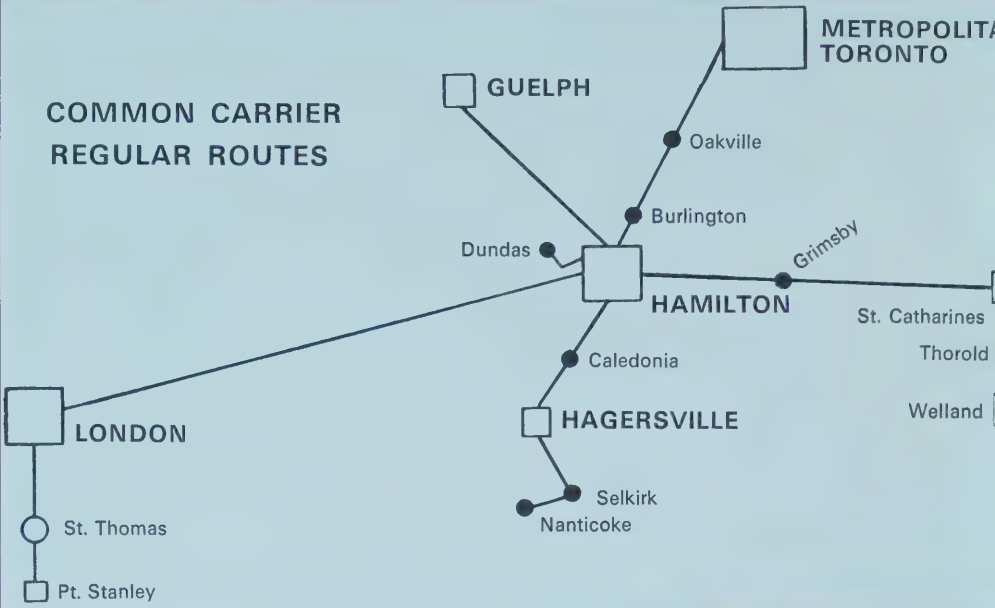 COMMON CARRIER
REGULAR ROUTES
METROPOLITA
TORONTO
GUELPH
Oakville
Burlington
Dundas
Grimsby
HAMILTON
St. Catharines
Thorold
Caledonia
Welland
HAGERSVILLE
LONDON
Selkirk
Nanticoke
St. Thomas
Pt. Stanley